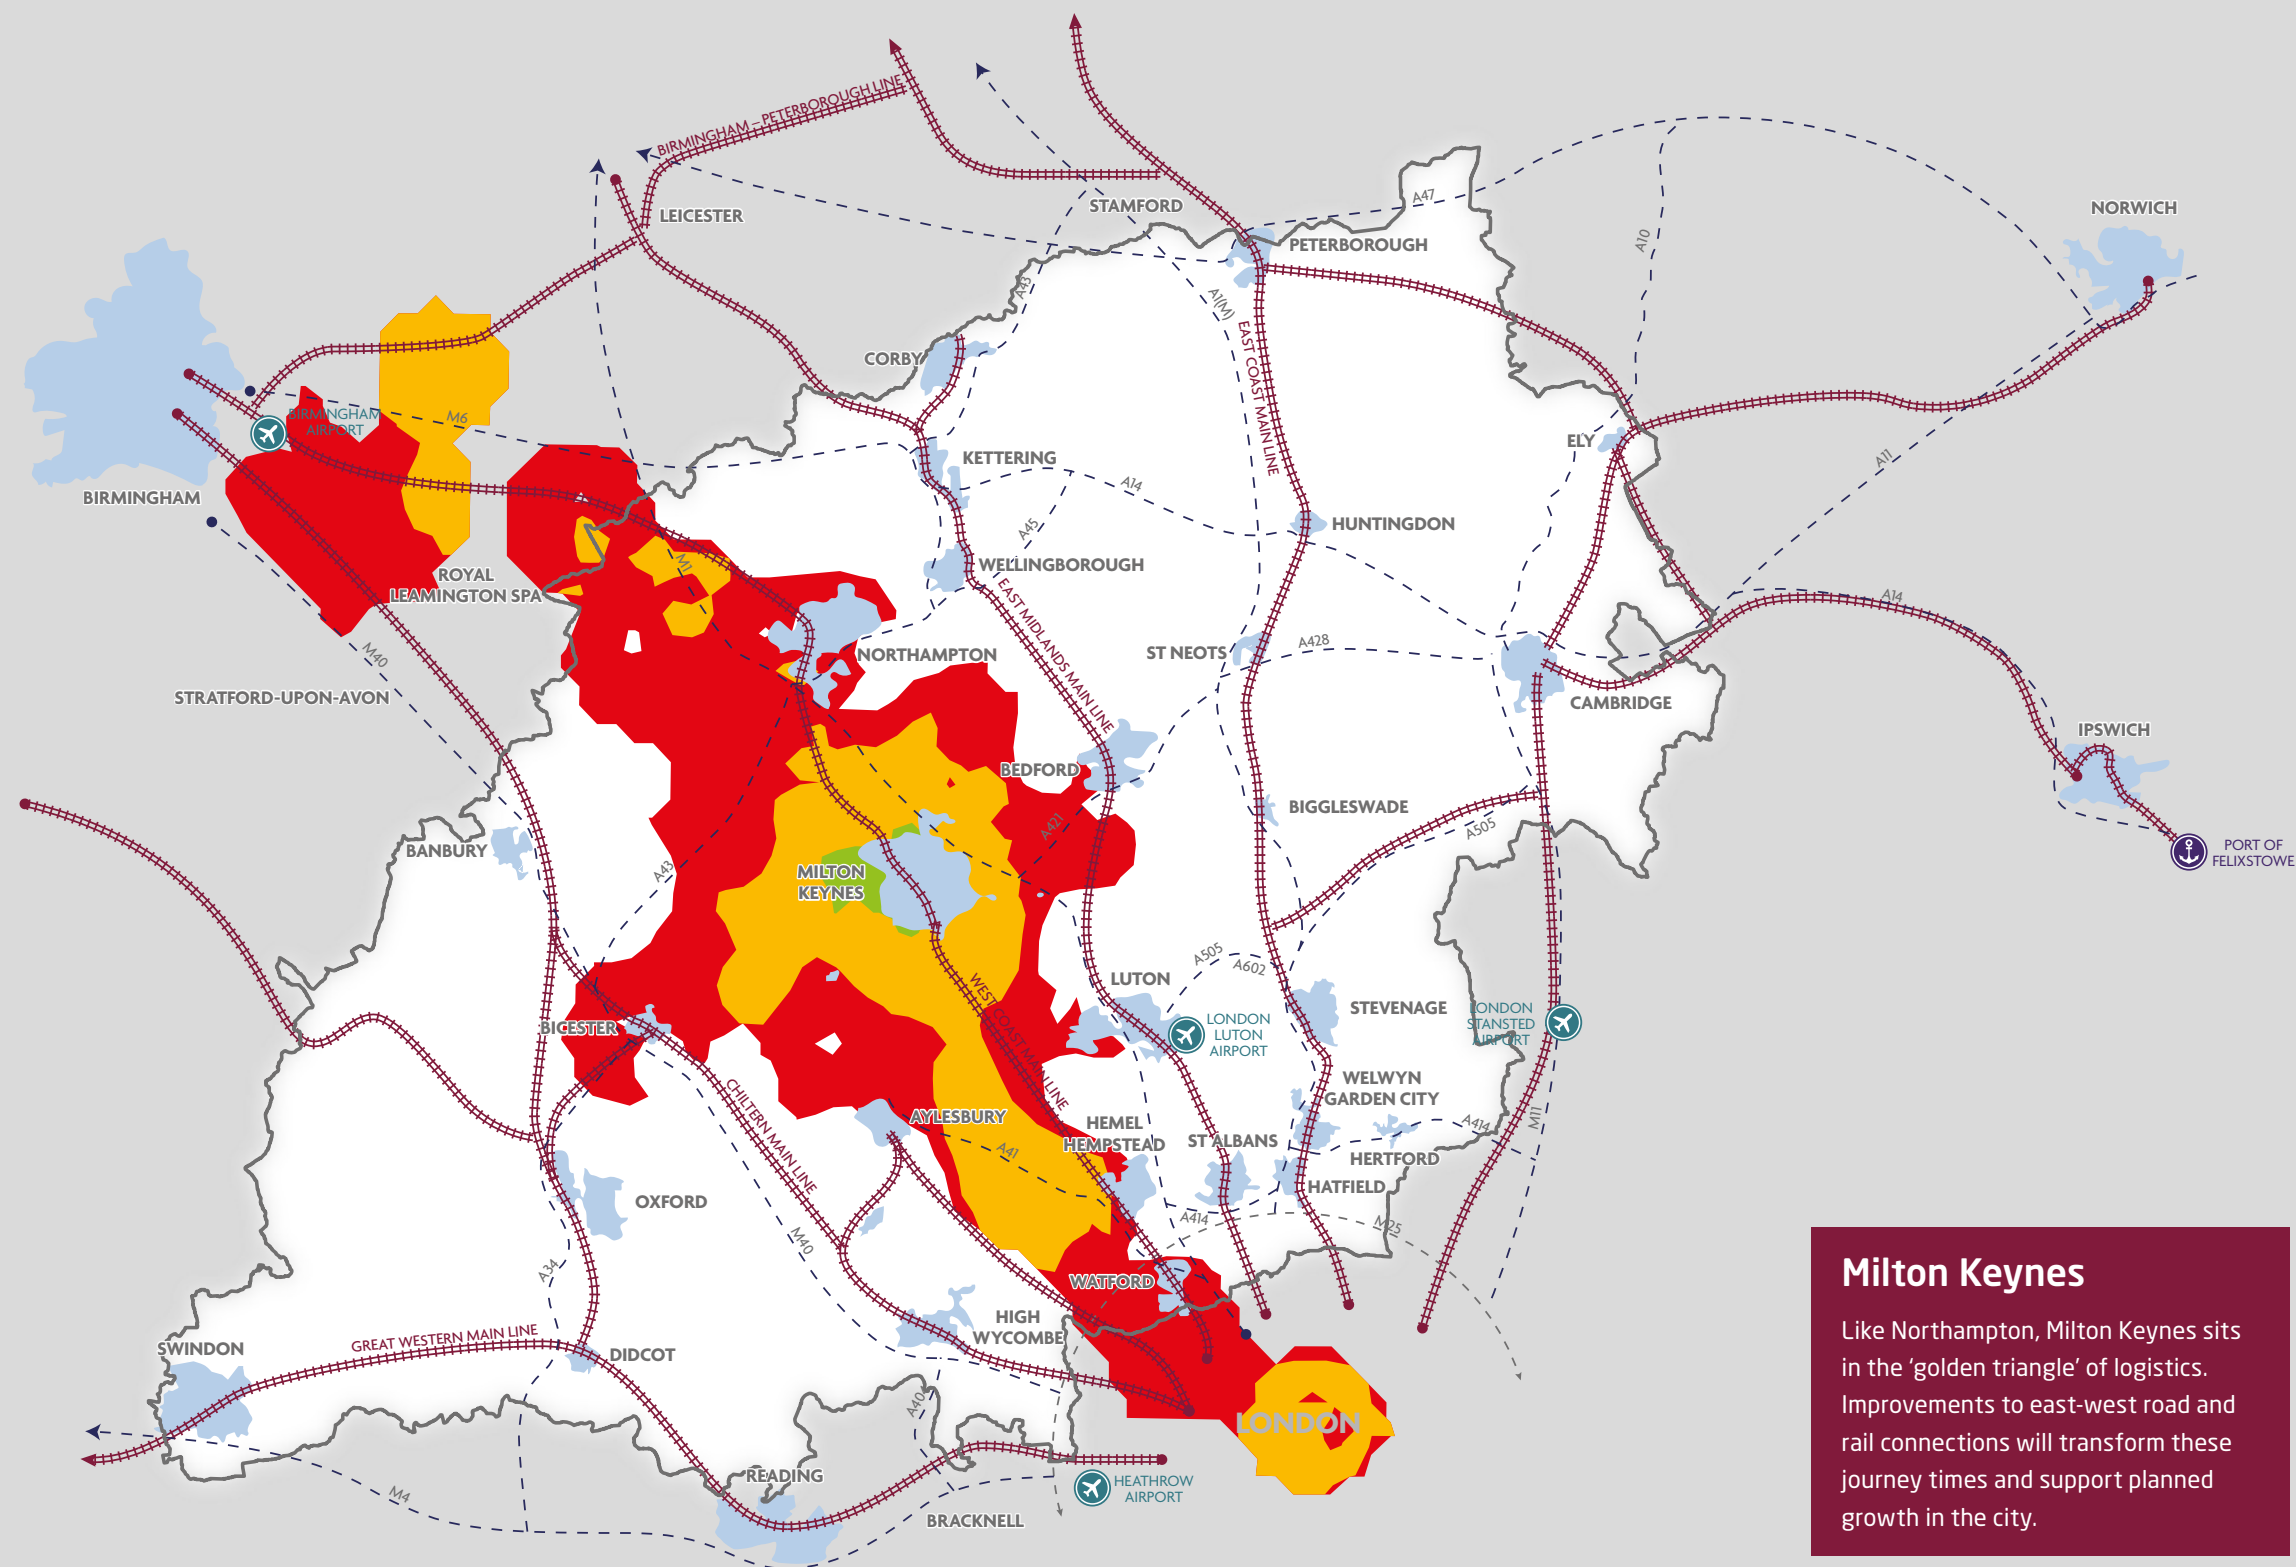 BIRMINGHAM – PETERBOROUGH LINE
LEICESTER
STAMFORD
A47
NORWICH
PETERBOROUGH
A10
A43
A1(M)
EAST COAST MAIN LINE
CORBY
BIRMINGHAM
AIRPORT
M6
ELY
KETTERING
A14
A11
BIRMINGHAM
A45
HUNTINGDON
WELLINGBOROUGH
M1
ROYAL
LEAMINGTON SPA
A14
EAST MIDLANDS MAIN LINE
M40
NORTHAMPTON
ST NEOTS
A428
STRATFORD-UPON-AVON
CAMBRIDGE
IPSWICH
BEDFORD
BIGGLESWADE
A421
A505
BANBURY
PORT OF
FELIXSTOWE
A43
MILTON
KEYNES
A505
A602
LUTON
WEST COAST MAIN LINE
STEVENAGE
LONDON
STANSTED
AIRPORT
LONDON
LUTON
AIRPORT
BICESTER
CHILTERN MAIN LINE
WELWYN
GARDEN CITY
AYLESBURY
HEMEL
HEMPSTEAD
ST ALBANS
A414
M11
A41
HERTFORD
OXFORD
HATFIELD
A414
M25
M40
A34
WATFORD
HIGH
WYCOMBE
GREAT WESTERN MAIN LINE
SWINDON
DIDCOT
A404
LONDON
READING
M4
HEATHROW
AIRPORT
BRACKNELL
Milton Keynes
Like Northampton, Milton Keynes sits
in the ‘golden triangle’ of logistics.
Improvements to east-west road and
rail connections will transform these
journey times and support planned
growth in the city.